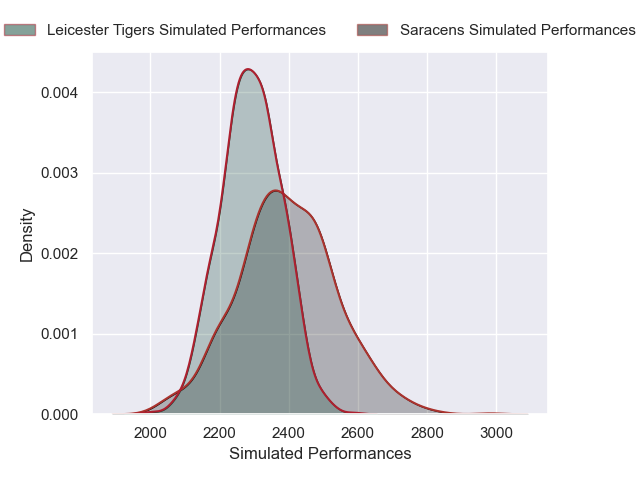 Leicester Tigers Simulated Performances Saracens Simulated Performances
0.004
0.003
0.002
0.001
0.000
Density
2000 2200 2400 2600 2800 3000
Simulated Performances